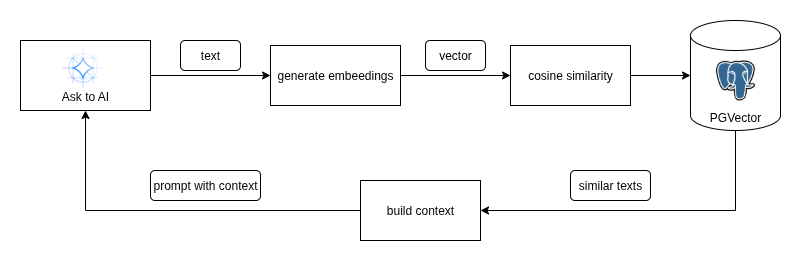 text
vector
generate embeedings
cosine similarity
Ask to AI
PGVector
prompt with context
similar texts
build context